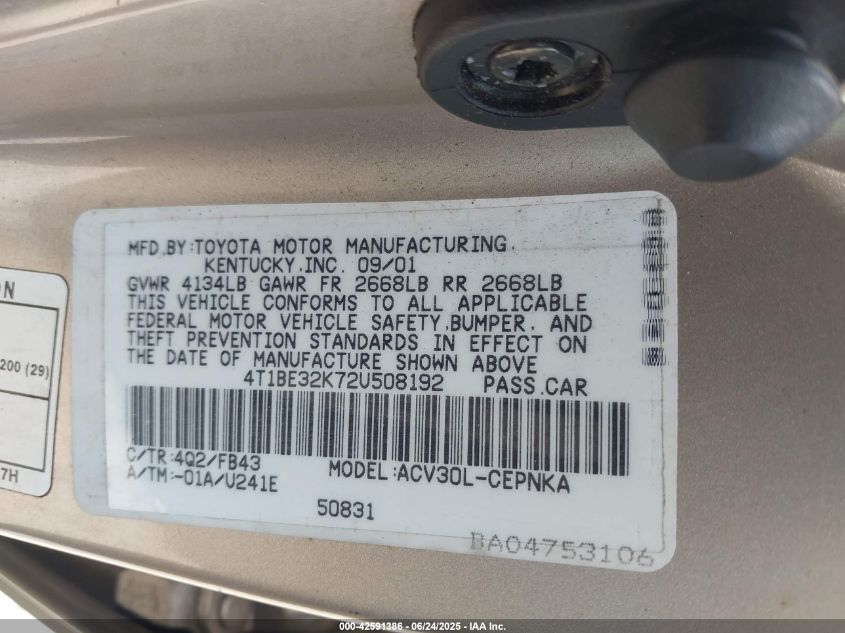 MFD.BY:TOYOTA MOTOR MANUFACTURING.
KENTUCKY.INC. 09/01
GVWR 4134LB GAWR FR 2668LB RR 2668LB
THIS VEHICLE CONFORMS TO ALL APPLICABLE
FEDERAL MOTOR VEHICLE SAFETY,BUMPER. AND
THEFT PREVENTION STANDARDS IN EFFECT ON
THE DATE OF MANUFACTURE SHOWN ABOVE
4T1BE32K72U508192 PASS.CAR
C/TR:4Q2/FB43
A/TM:-01A/U241E
MODEL:ACV30L-CEPNKA
50831
BA04753106
ON
200 (29)
7H
000-42591386 - 06/24/2025 - IAA Inc.